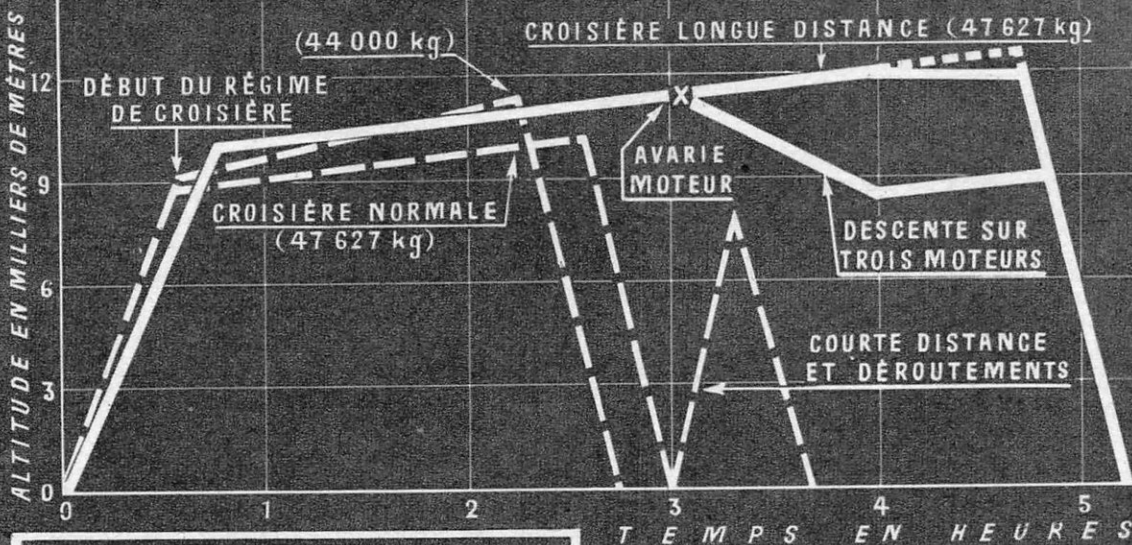 ALTITUDE EN MILLIERS DE MÈTRES
12
9
6
3
0
(44 000 kg)
CROISIÈRE LONGUE DISTANCE (47 627 kg)
DÉBUT DU RÉGIME
DE CROISIÈRE
AVARIE
MOTEUR
CROISIÈRE NORMALE
(47 627 kg)
DESCENTE SUR
TROIS MOTEURS
COURTE DISTANCE
ET DÉROUTEMENTS
0 1 2 3 4 5
TEMPS EN HEURES